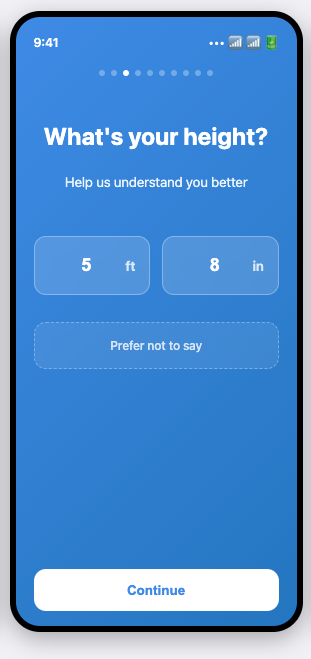 9:41
What's your height?
Help us understand you better
5 ft 8 in
Prefer not to say
Continue